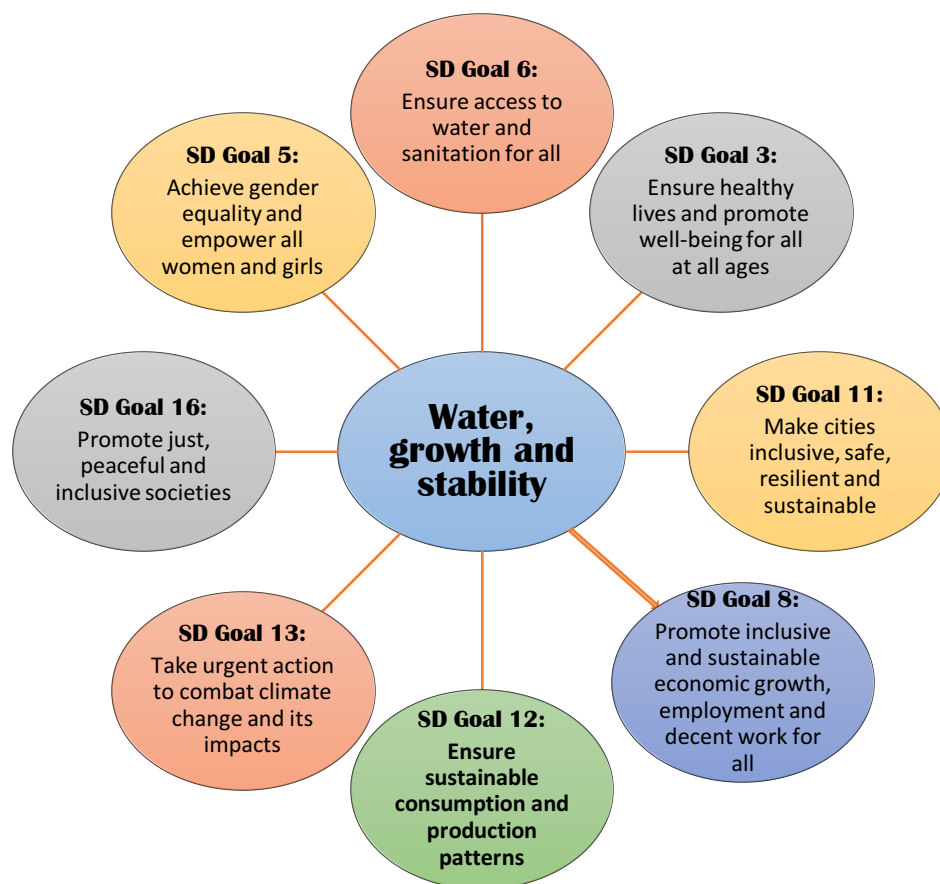 SD Goal 6:
Ensure access to
water and
sanitation for all
SD Goal 3:
Ensure healthy
lives and promote
well-being for all
at all ages
SD Goal 11:
Make cities
inclusive, safe,
resilient and
sustainable
SD Goal 8:
Promote inclusive
and sustainable
economic growth,
employment and
decent work for
all
SD Goal 12:
Ensure
sustainable
consumption and
production
patterns
SD Goal 13:
Take urgent action
to combat climate
change and its
impacts
SD Goal 16:
Promote just,
peaceful and
inclusive societies
SD Goal 5:
Achieve gender
equality and
empower all
women and girls
Water,
growth and
stability